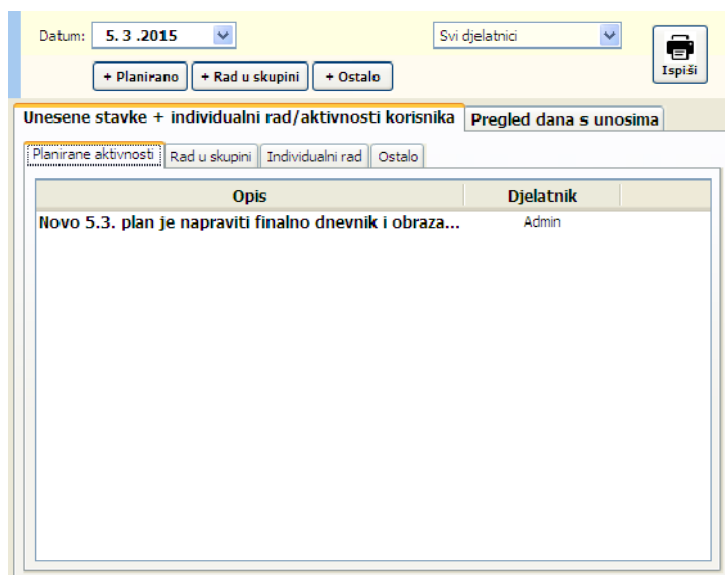 Datum: 5. 3 .2015 Svi djelatnici
Ispiši
+ Planirano + Rad u skupini + Ostalo
Unesene stavke + individualni rad/aktivnosti korisnika Pregled dana s unosima
Planirane aktivnosti Rad u skupini Individualni rad Ostalo
Opis Djelatnik
Novo 5.3. plan je napraviti finalno dnevnik i obraza... Admin